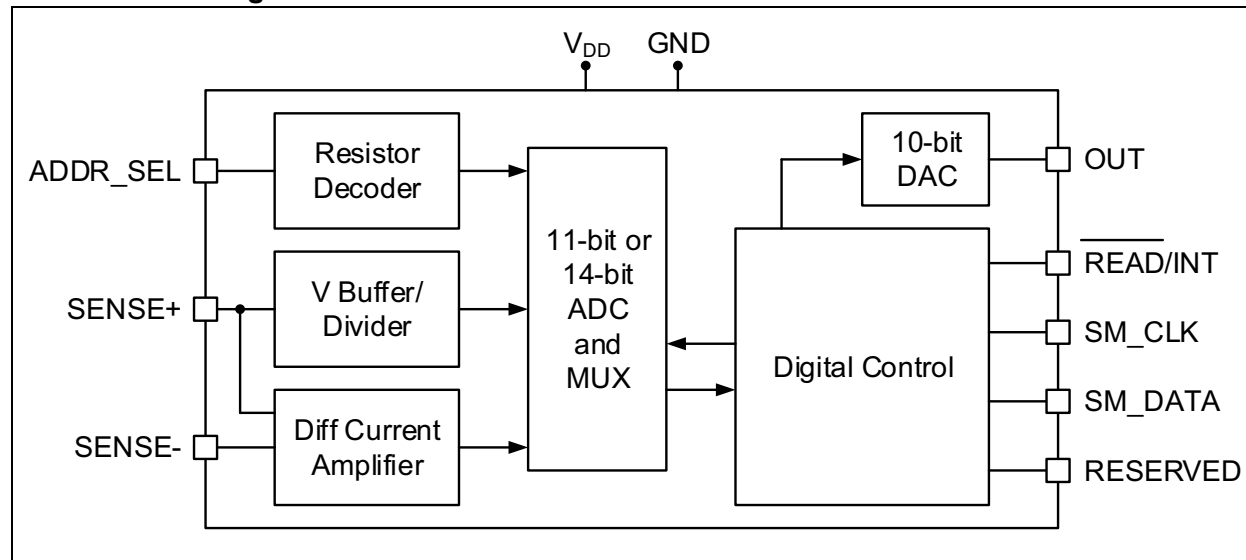 V_DD GND
ADDR_SEL
Resistor
Decoder
10-bit
DAC
OUT
SENSE+
V Buffer/
Divider
11-bit or
14-bit
ADC
and
MUX
Digital Control
READ/INT
SM_CLK
SM_DATA
SENSE-
Diff Current
Amplifier
RESERVED